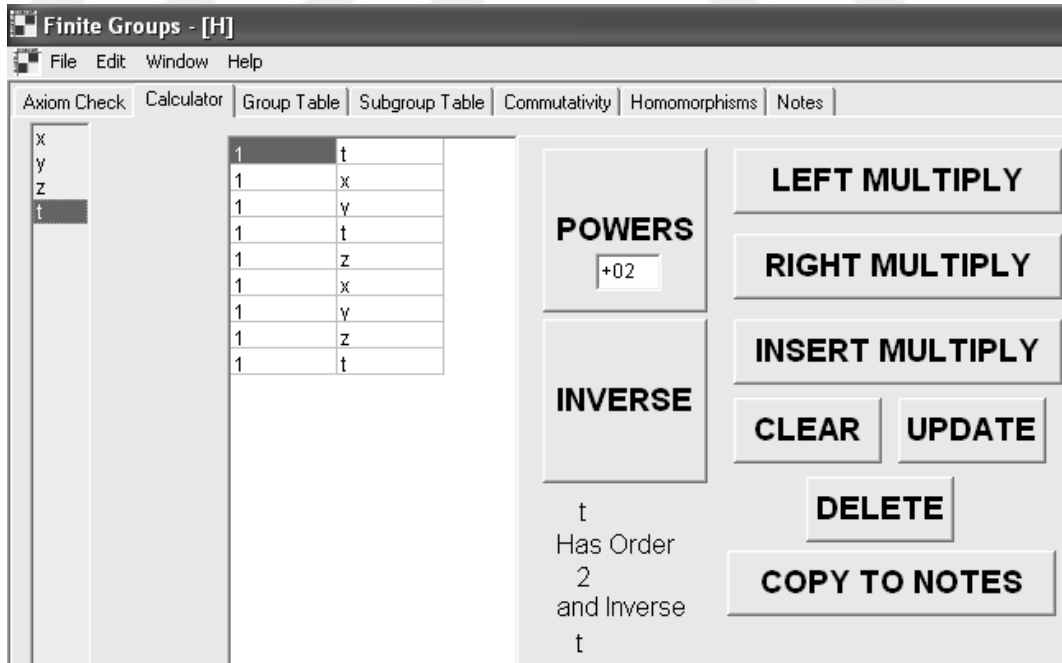 Finite Groups - [H]
File Edit Window Help
Axiom Check Calculator Group Table Subgroup Table Commutativity Homomorphisms Notes
x
y
z
t
1 t
1 x
1 y
1 t
1 z
1 x
1 y
1 z
1 t
POWERS
+02
INVERSE
t
Has Order
2
and Inverse
t
LEFT MULTIPLY
RIGHT MULTIPLY
INSERT MULTIPLY
CLEAR UPDATE
DELETE
COPY TO NOTES